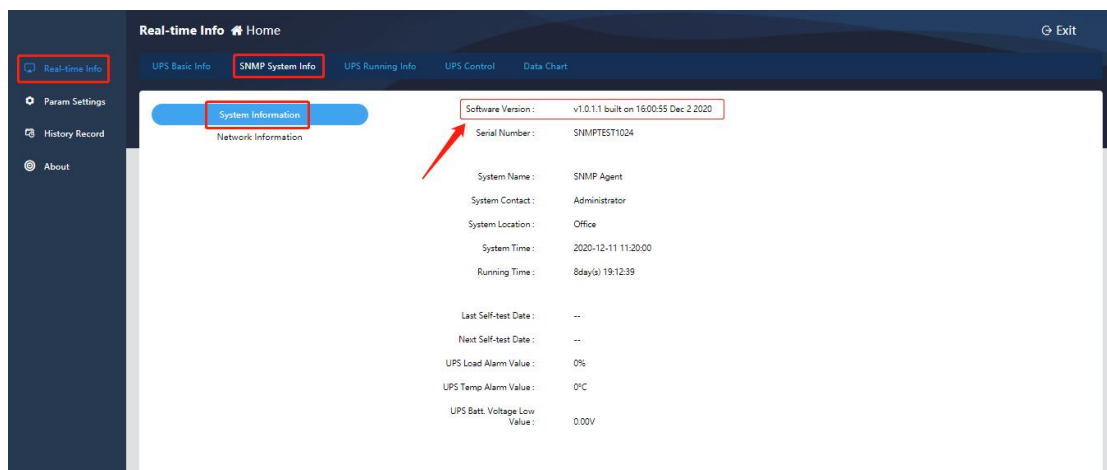 Real-time Info Home
Exit
Real-time Info
Param Settings
History Record
About
UPS Basic Info
SNMP System Info
UPS Running Info
UPS Control
Data Chart
System Information
Network Information
Software Version : v1.0.1.1 built on 16:00:55 Dec 2 2020
Serial Number : SNMPTEST1024
System Name : SNMP Agent
System Contact : Administrator
System Location : Office
System Time : 2020-12-11 11:20:00
Running Time : 8day(s) 19:12:39
Last Self-test Date : --
Next Self-test Date : --
UPS Load Alarm Value : 0%
UPS Temp Alarm Value : 0°C
UPS Batt. Voltage Low
Value : 0.00V